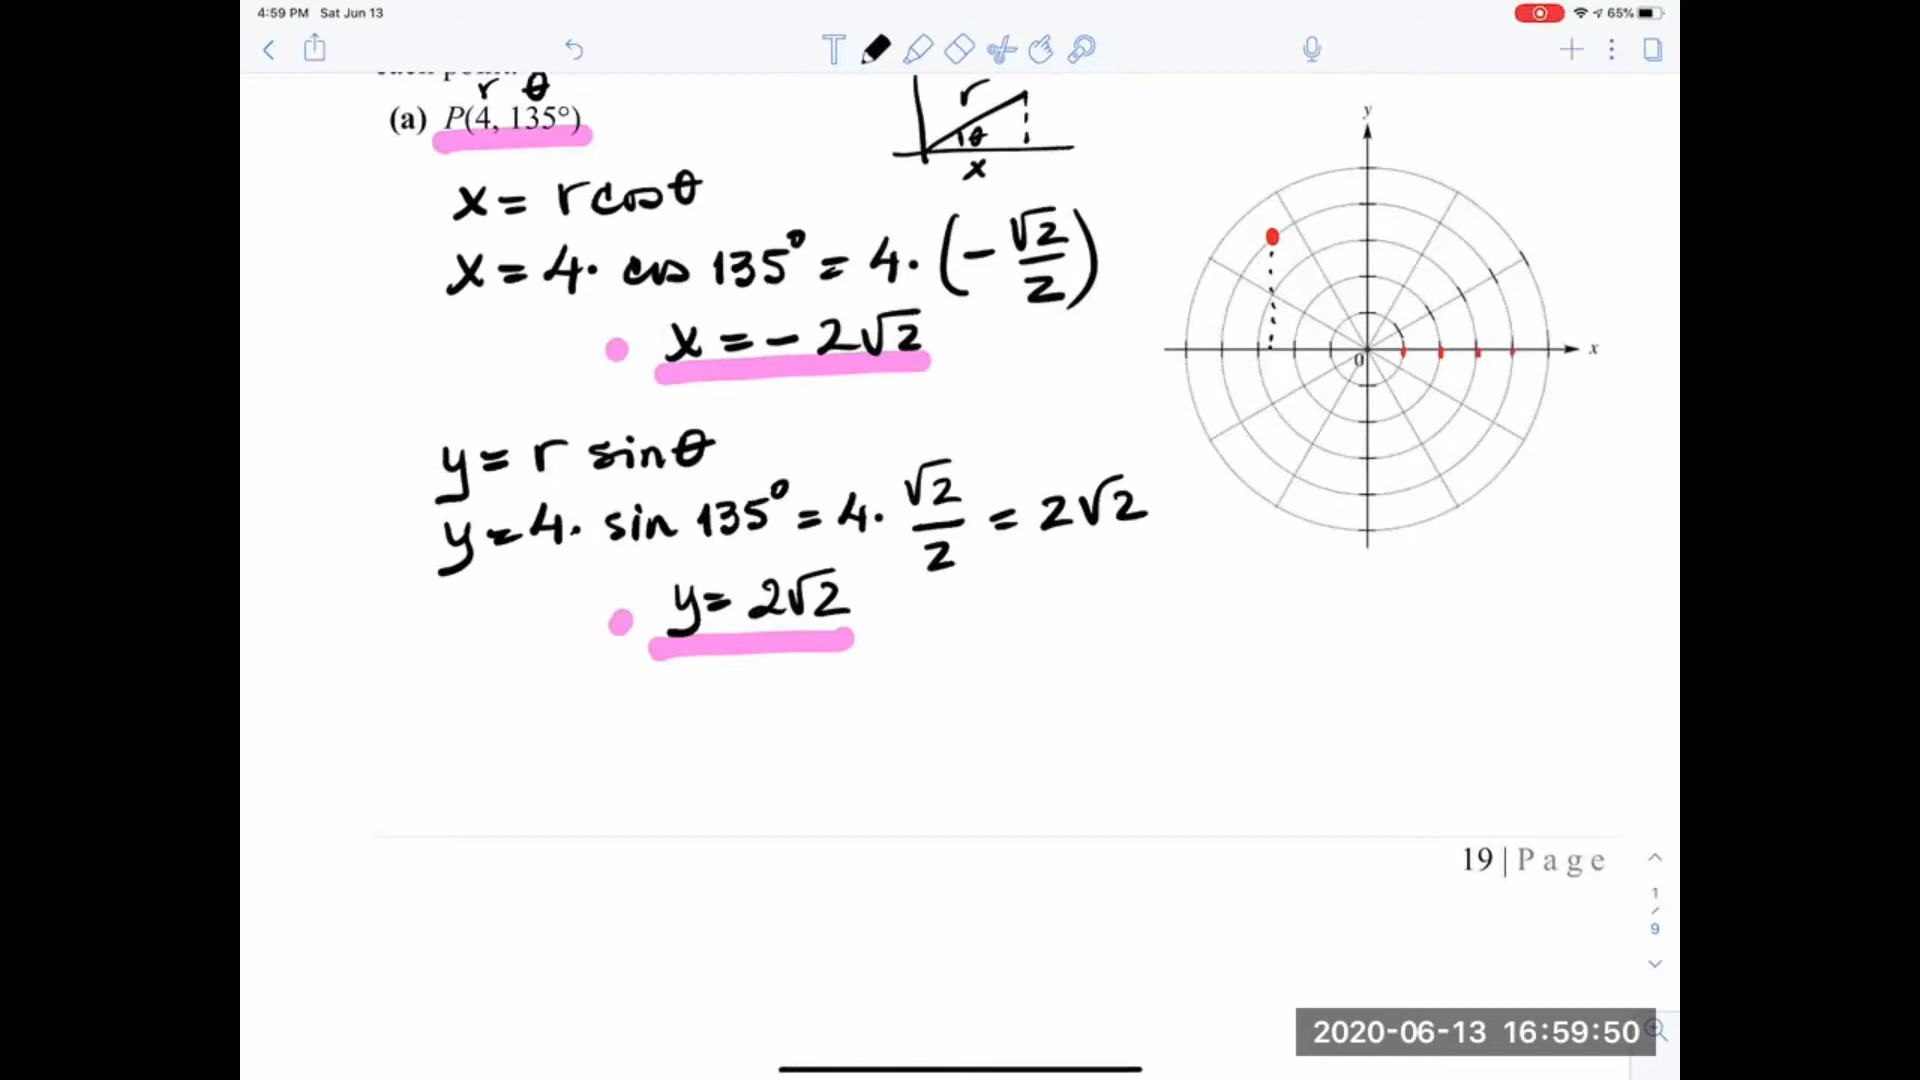 4:59 PM Sat Jun 13
65%
T
r θ
(a) P(4, 135°)
r
θ
x
x = r cos θ
x = 4 · cos 135° = 4 · (- √2/2)
x = - 2√2
y = r sin θ
y = 4 · sin 135° = 4 · √2/2 = 2√2
y = 2√2
y
x
0
19 | Page
1
/
9
2020-06-13 16:59:50